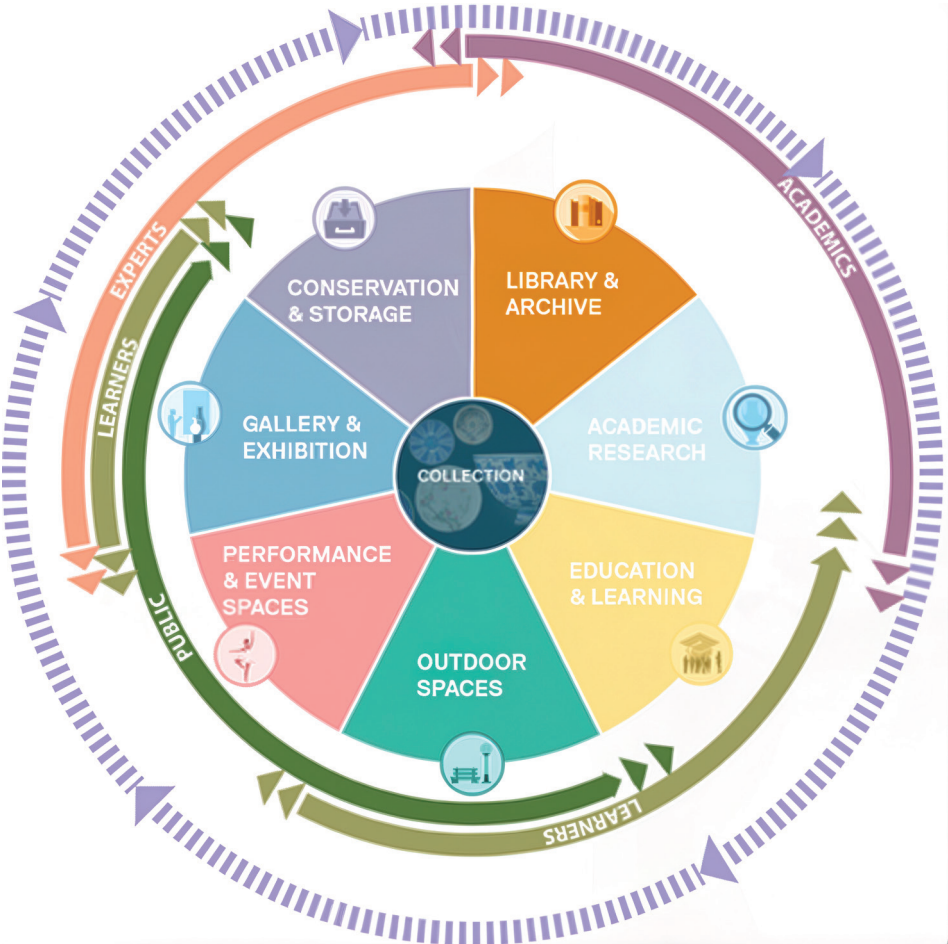 ACADEMICS
EXPERTS
LEARNERS
PUBLIC
LEARNERS
CONSERVATION
& STORAGE
LIBRARY &
ARCHIVE
GALLERY &
EXHIBITION
ACADEMIC
RESEARCH
COLLECTION
PERFORMANCE
& EVENT
SPACES
EDUCATION
& LEARNING
OUTDOOR
SPACES